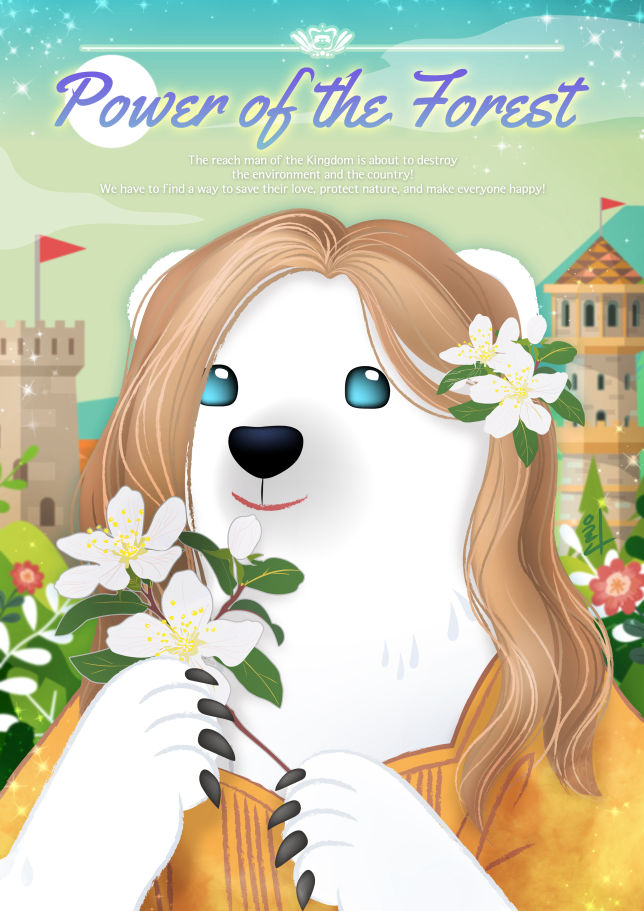 Power of the Forest
The reach man of the Kingdom is about to destroy
the environment and the country!
We have to find a way to save their love, protect nature, and make everyone happy!